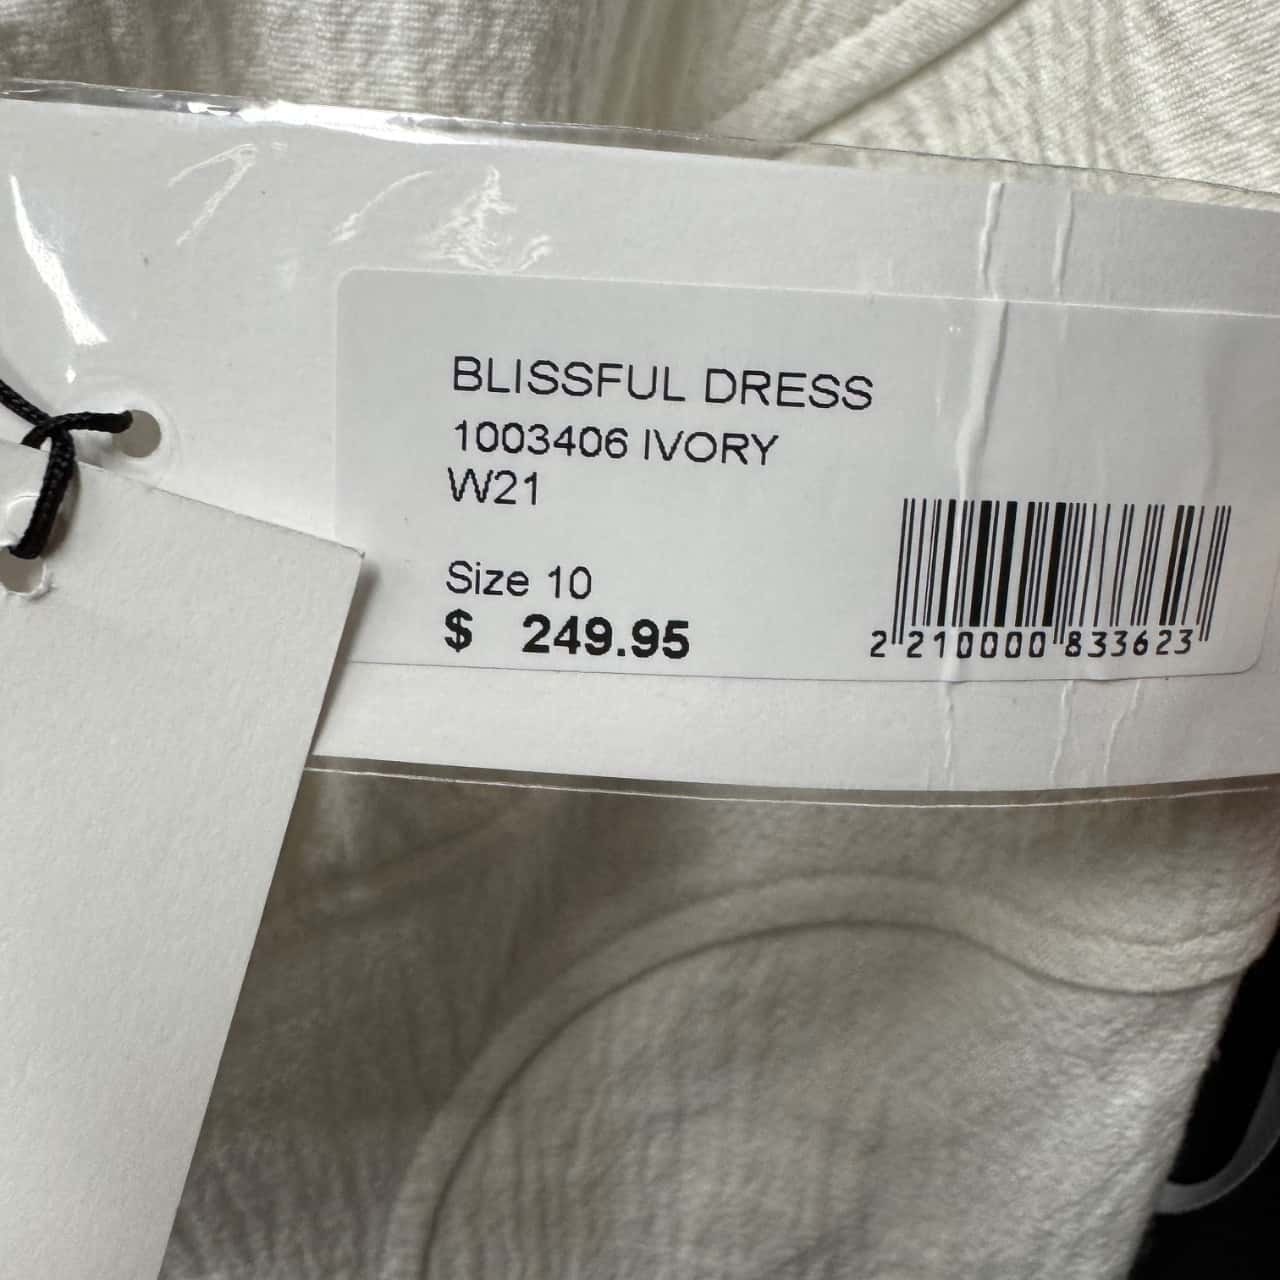 BLISSFUL DRESS
1003406 IVORY
W21
Size 10
$ 249.95
2 210000 833623